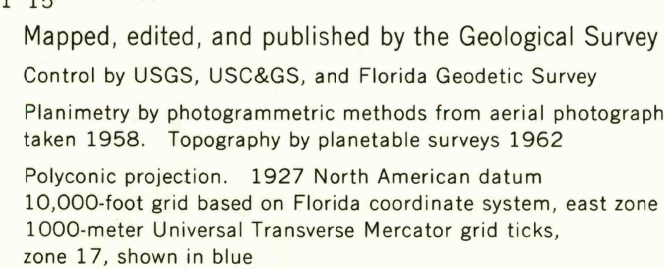 1 15
Mapped, edited, and published by the Geological Survey
Control by USGS, USC&GS, and Florida Geodetic Survey
Planimetry by photogrammetric methods from aerial photograph
taken 1958. Topography by planetable surveys 1962
Polyconic projection. 1927 North American datum
10,000-foot grid based on Florida coordinate system, east zone
1000-meter Universal Transverse Mercator grid ticks,
zone 17, shown in blue